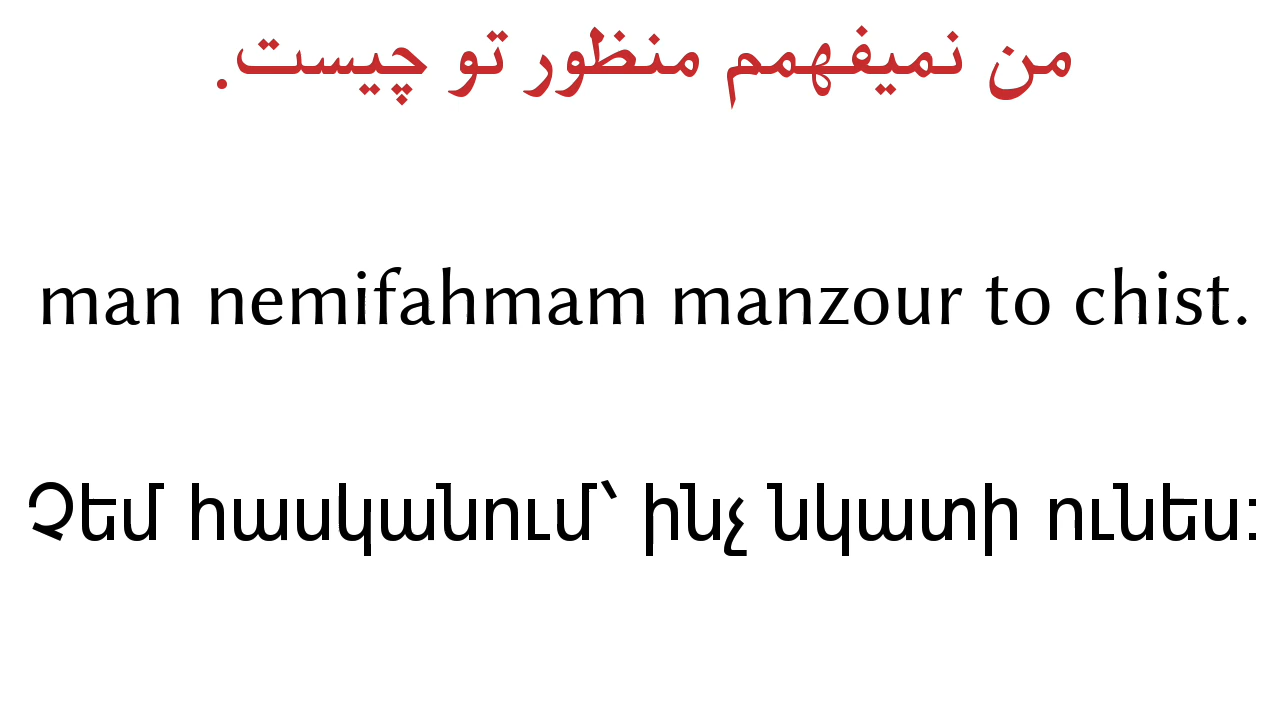 من نمیفهمم منظور تو چیست.
man nemifahmam manzour to chist.
Չեմ հասկանում՝ ինչ նկատի ունես։